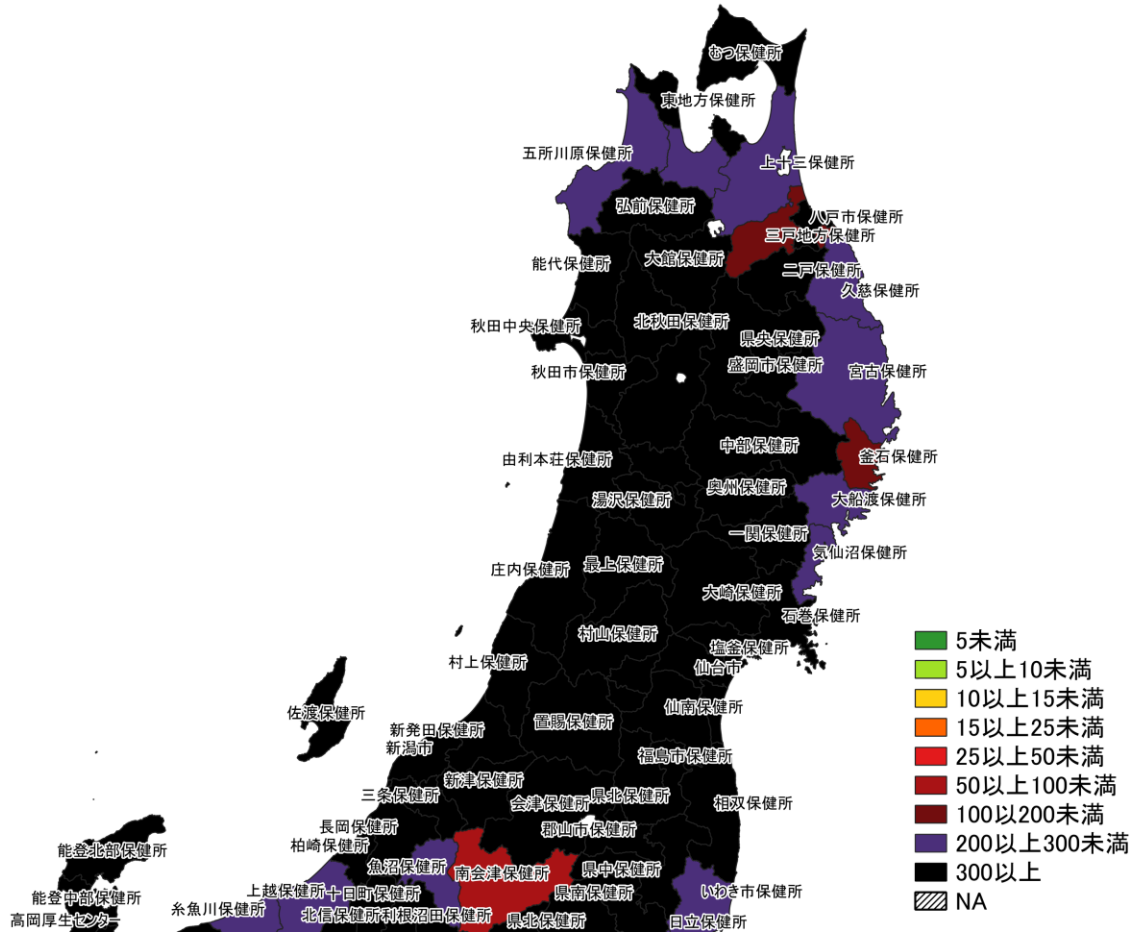 むつ保健所
東地方保健所
五所川原保健所
上十三保健所
弘前保健所
八戸市保健所
三戸地方保健所
大館保健所
能代保健所
二戸保健所
久慈保健所
北秋田保健所
秋田中央保健所
県央保健所
盛岡市保健所
秋田市保健所
宮古保健所
中部保健所
由利本荘保健所
釜石保健所
奥州保健所
湯沢保健所
大船渡保健所
一関保健所
気仙沼保健所
最上保健所
庄内保健所
大崎保健所
石巻保健所
村山保健所
塩釜保健所
村上保健所
仙台市
仙南保健所
佐渡保健所
置賜保健所
新発田保健所
新潟市
福島市保健所
新津保健所
三条保健所
会津保健所
県北保健所
相双保健所
長岡保健所
郡山市保健所
柏崎保健所
能登北部保健所
魚沼保健所
南会津保健所
県中保健所
上越保健所
十日町保健所
県南保健所
いわき市保健所
能登中部保健所
糸魚川保健所
北信保健所
利根沼田保健所
県北保健所
日立保健所
高岡厚生センター
5未満
5以上10未満
10以上15未満
15以上25未満
25以上50未満
50以上100未満
100以200未満
200以上300未満
300以上
NA